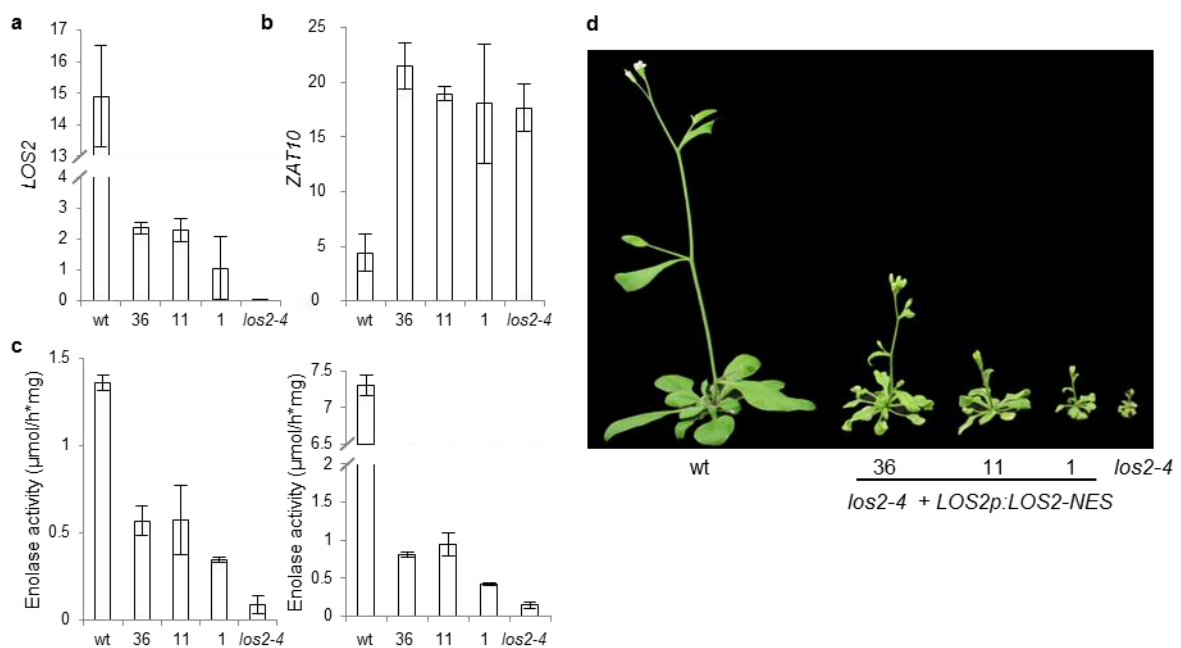 a
LOS2
17
16
15
14
13
4
3
2
1
0
wt 36 11 1 los2-4
b
ZAT10
25
20
15
10
5
0
wt 36 11 1 los2-4
c
Enolase activity (µmol/h*mg)
1.5
1
0.5
0
wt 36 11 1 los2-4
Enolase activity (µmol/h*mg)
7.5
7
6.5
2
1.5
1
0.5
0
wt 36 11 1 los2-4
d
wt 36 11 1 los2-4
los2-4 + LOS2p:LOS2-NES